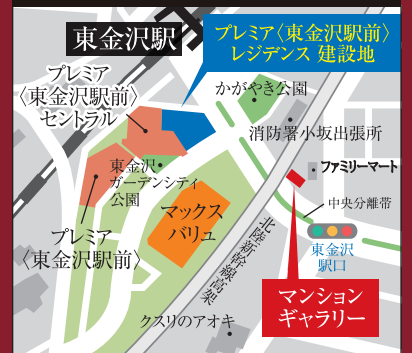 東金沢駅
プレミア〈東金沢駅前〉
レジデンス 建設地
プレミア
〈東金沢駅前〉
セントラル
かがやき公園
消防署小坂出張所
ファミリーマート
東金沢
ガーデンシティ
公園
マックス
バリュ
中央分離帯
プレミア
〈東金沢駅前〉
北陸新幹線高架
東金沢
駅口
マンション
ギャラリー
クスリのアオキ